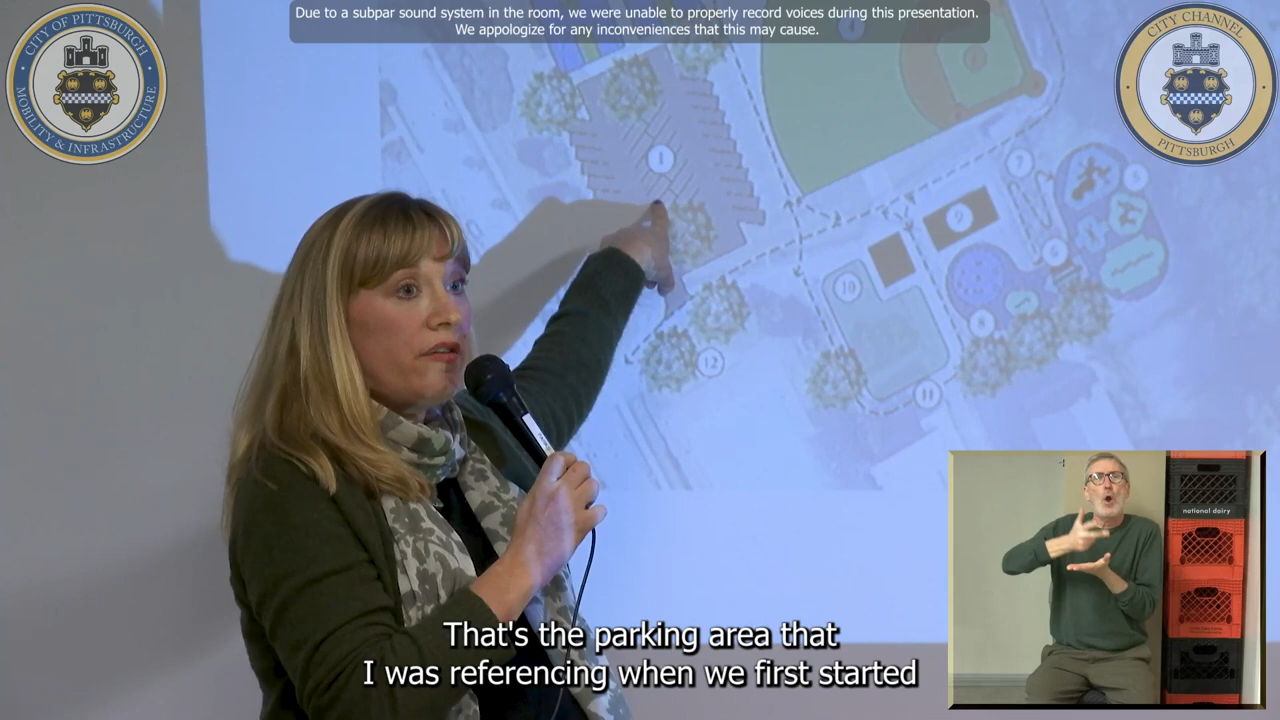 Due to a subpar sound system in the room, we were unable to properly record voices during this presentation.
We appologize for any inconveniences that this may cause.
CITY OF PITTSBURGH
MOBILITY & INFRASTRUCTURE
CITY CHANNEL
PITTSBURGH
1
7
9
10
11
12
national dairy
That's the parking area that
I was referencing when we first started